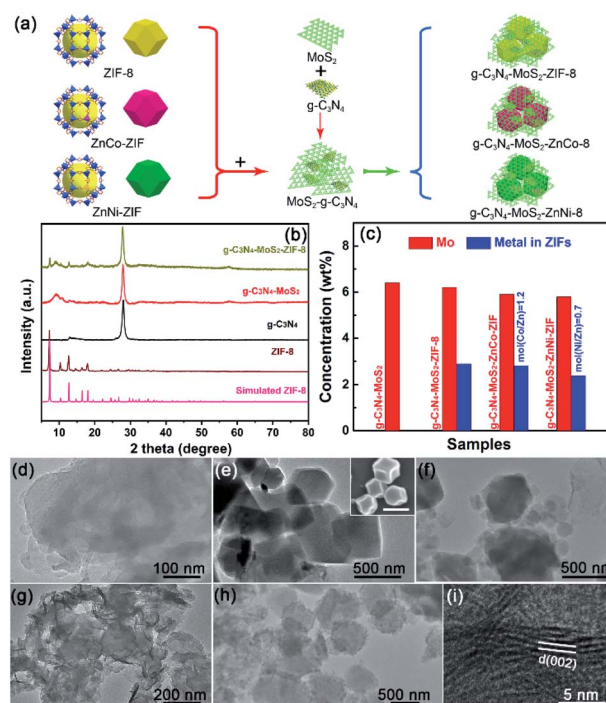 (a)
MoS2
ZIF-8
+
g-C3N4
g-C3N4-MoS2-ZIF-8
ZnCo-ZIF
+
MoS2-g-C3N4
g-C3N4-MoS2-ZnCo-8
ZnNi-ZIF
g-C3N4-MoS2-ZnNi-8
(b)
Intensity (a.u.)
g-C3N4-MoS2-ZIF-8
g-C3N4-MoS2
g-C3N4
ZIF-8
Simulated ZIF-8
10 20 30 40 50 60 70 80
2 theta (degree)
(c)
Mo
Metal in ZIFs
Concentration (wt%)
8
6
4
2
0
g-C3N4-MoS2
g-C3N4-MoS2-ZIF-8
g-C3N4-MoS2-ZnCo-ZIF
mol(Co/Zn)=1.2
g-C3N4-MoS2-ZnNi-ZIF
mol(Ni/Zn)=0.7
Samples
(d)
100 nm
(e)
500 nm
(f)
500 nm
(g)
200 nm
(h)
500 nm
(i)
d(002)
5 nm